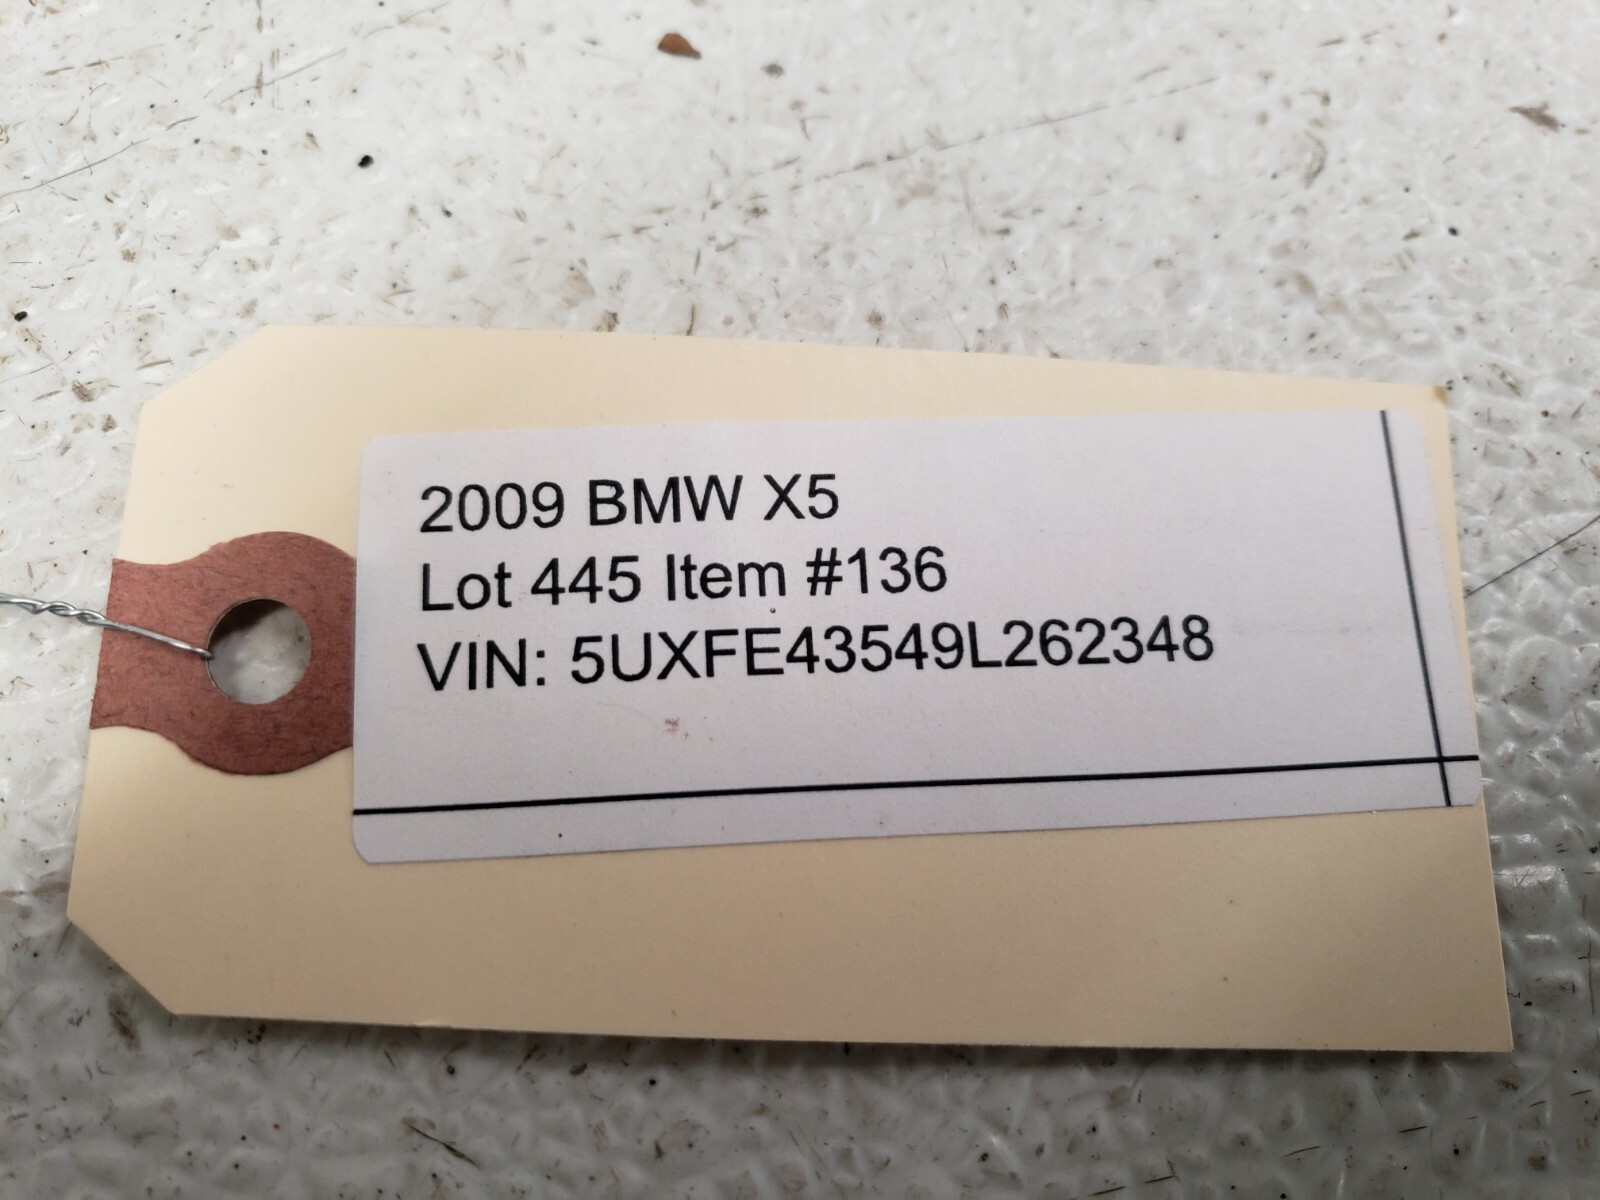 2009 BMW X5
Lot 445 Item #136
VIN: 5UXFE43549L262348